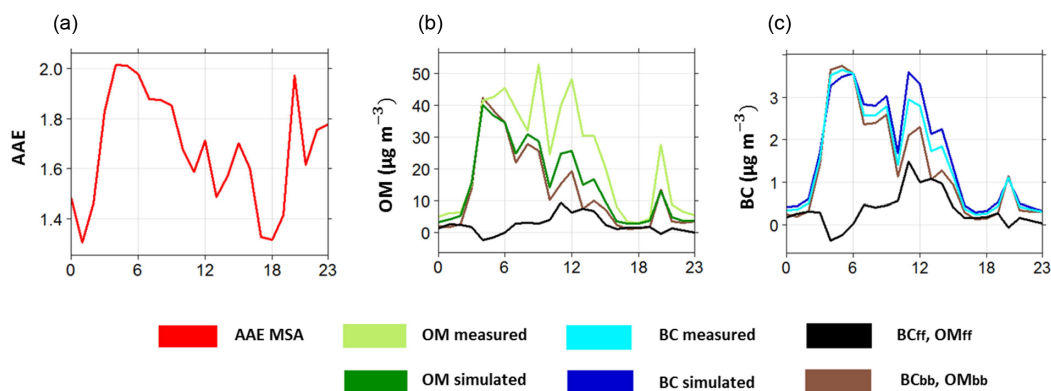 (a)
(b)
(c)
AAE
2.0
1.8
1.6
1.4
0
6
12
18
23
OM (µg m−3)
50
40
30
20
10
0
0
6
12
18
23
BC (µg m−3)
3
2
1
0
0
6
12
18
23
AAE MSA
OM measured
BC measured
BCff, OMff
OM simulated
BC simulated
BCbb, OMbb